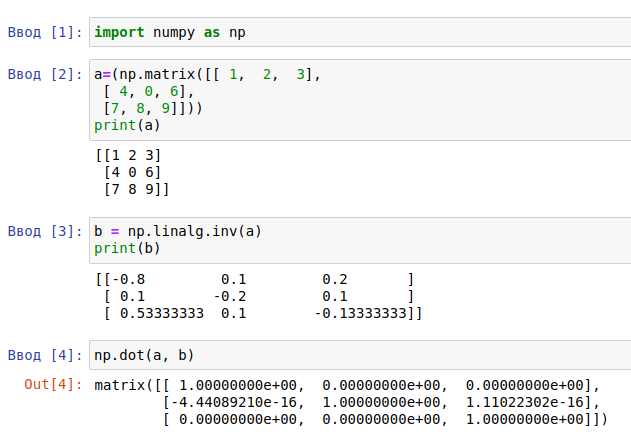 Ввод [1]: import numpy as np
Ввод [2]: a=(np.matrix([[ 1,  2,  3],
 [ 4, 0, 6],
 [7, 8, 9]]))
print(a)
[[1 2 3]
 [4 0 6]
 [7 8 9]]
Ввод [3]: b = np.linalg.inv(a)
print(b)
[[-0.8         0.1         0.2       ]
 [ 0.1        -0.2         0.1       ]
 [ 0.53333333  0.1        -0.13333333]]
Ввод [4]: np.dot(a, b)
Out[4]: matrix([[ 1.00000000e+00,  0.00000000e+00,  0.00000000e+00],
        [-4.44089210e-16,  1.00000000e+00,  1.11022302e-16],
        [ 0.00000000e+00,  0.00000000e+00,  1.00000000e+00]])